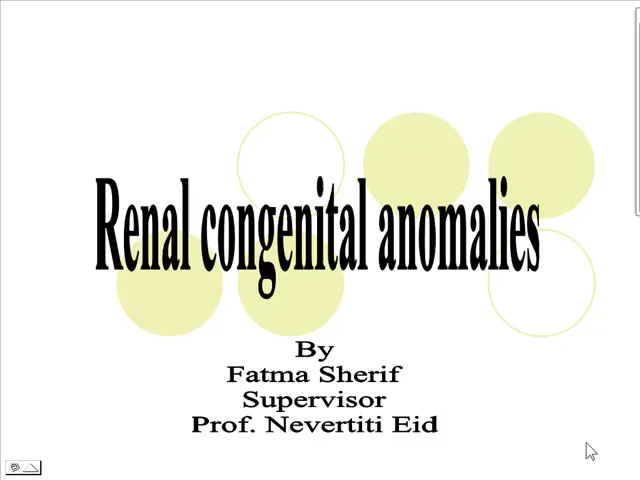 Renal congenital anomalies
By
Fatma Sherif
Supervisor
Prof. Nevertiti Eid